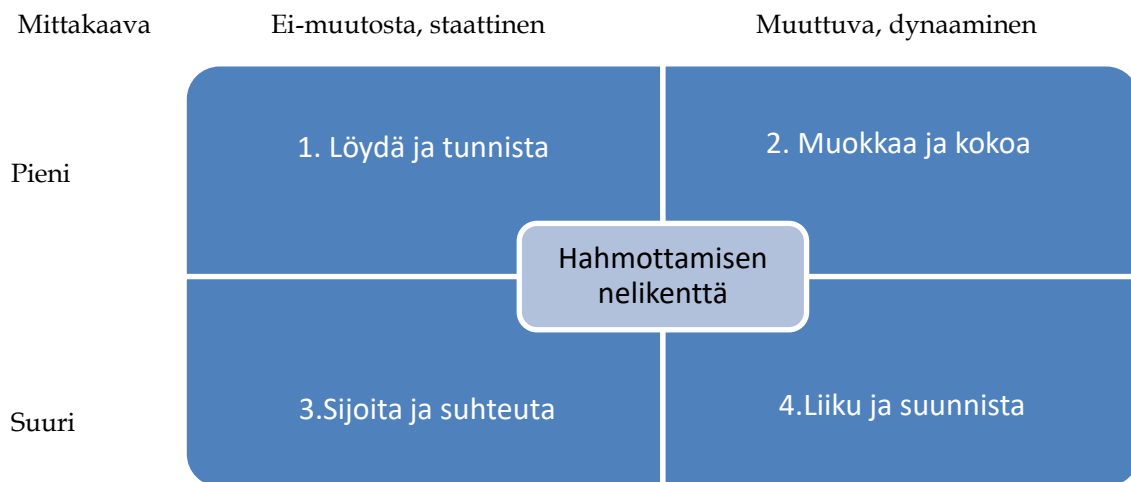 Mittakaava
Ei-muutosta, staattinen
Muuttuva, dynaaminen
Pieni
1. Löydä ja tunnista
2. Muokkaa ja kokoa
Hahmottamisen
nelikenttä
Suuri
3.Sijoita ja suhteuta
4.Liiku ja suunnista